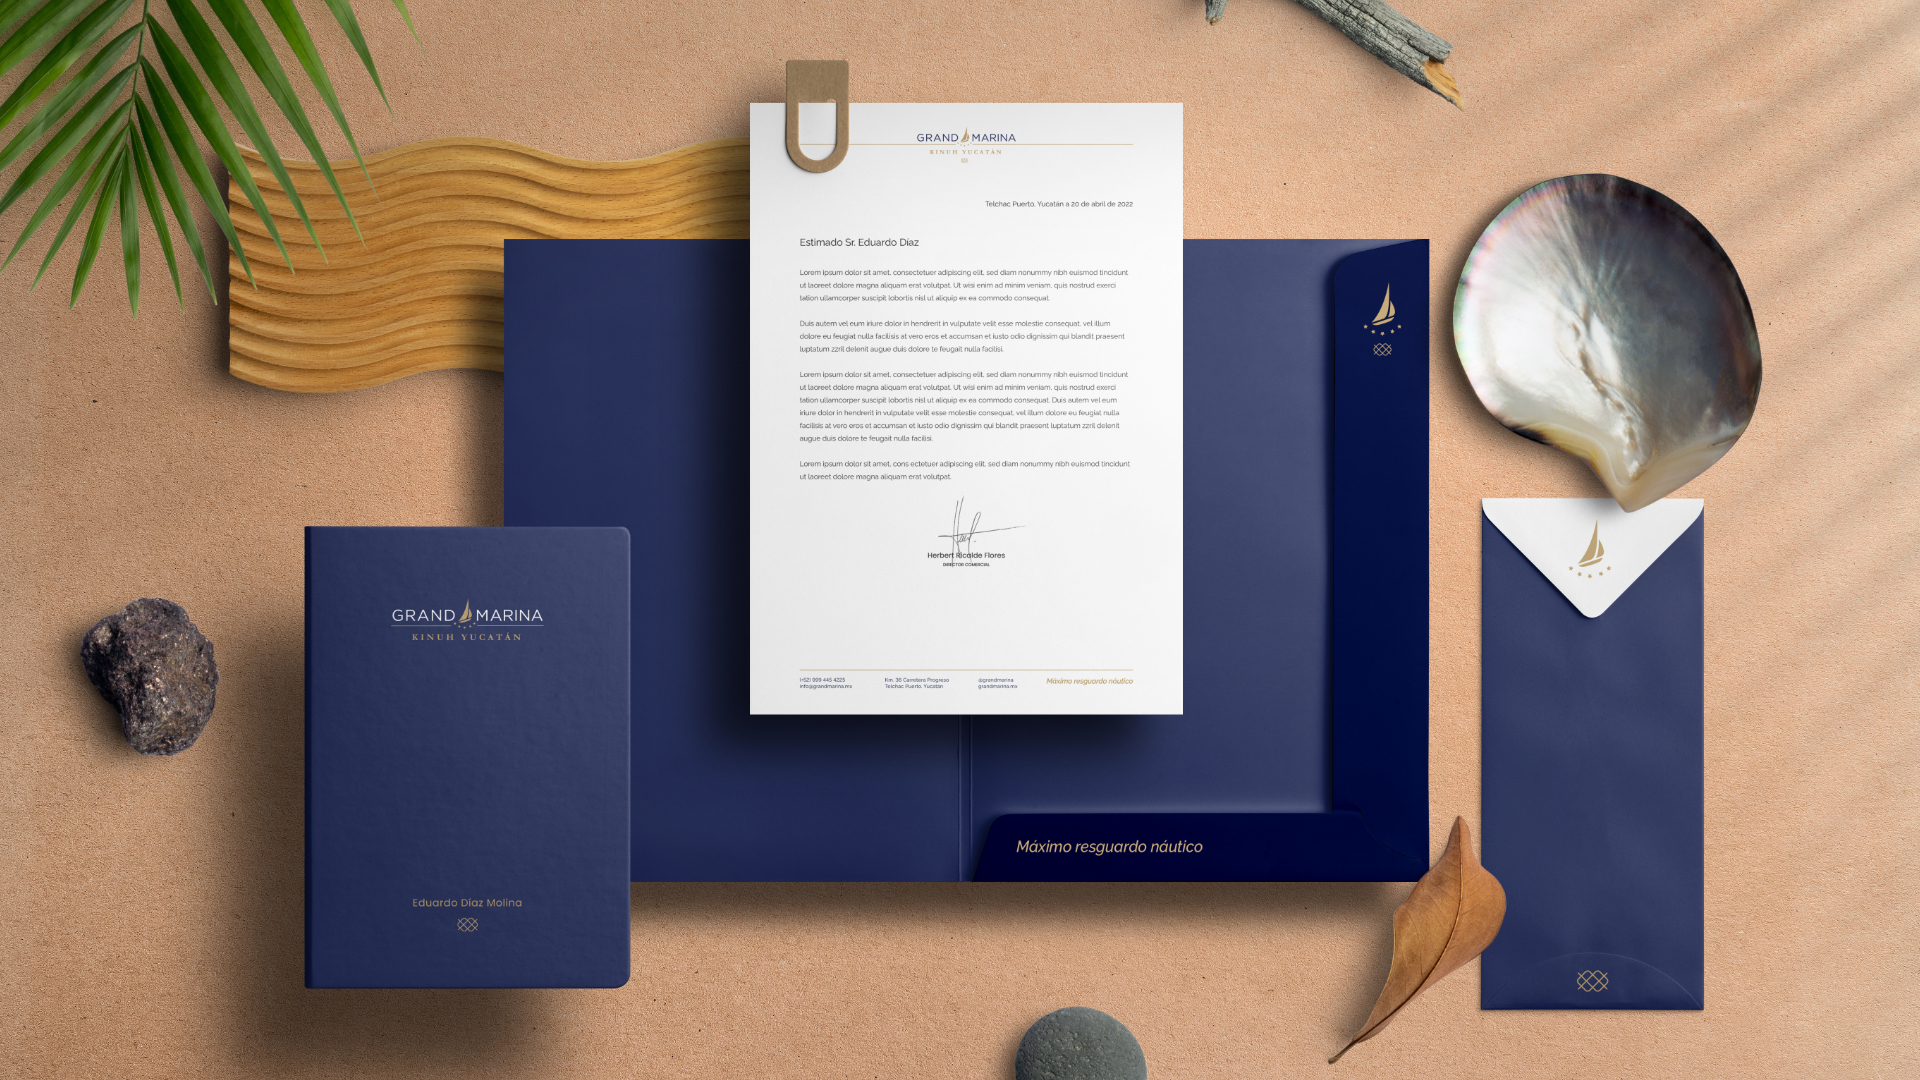 GRAND MARINA
KINUH YUCATÁN
Telchac Puerto, Yucatán a 20 de abril de 2022
Estimado Sr. Eduardo Díaz
Lorem ipsum dolor sit amet, consectetuer adipiscing elit, sed diam nonummy nibh euismod tincidunt
ut laoreet dolore magna aliquam erat volutpat. Ut wisi enim ad minim veniam, quis nostrud exerci
tation ullamcorper suscipit lobortis nisl ut aliquip ex ea commodo consequat.
Duis autem vel eum iriure dolor in hendrerit in vulputate velit esse molestie consequat, vel illum
dolore eu feugiat nulla facilisis at vero eros et accumsan et iusto odio dignissim qui blandit praesent
luptatum zzril delenit augue duis dolore te feugait nulla facilisi.
Lorem ipsum dolor sit amet, consectetuer adipiscing elit, sed diam nonummy nibh euismod tincidunt
ut laoreet dolore magna aliquam erat volutpat. Ut wisi enim ad minim veniam, quis nostrud exerci
tation ullamcorper suscipit lobortis nisl ut aliquip ex ea commodo consequat. Duis autem vel eum
iriure dolor in hendrerit in vulputate velit esse molestie consequat, vel illum dolore eu feugiat nulla
facilisis at vero eros et accumsan et iusto odio dignissim qui blandit praesent luptatum zzril delenit
augue duis dolore te feugait nulla facilisi.
Lorem ipsum dolor sit amet, cons ectetuer adipiscing elit, sed diam nonummy nibh euismod tincidunt
ut laoreet dolore magna aliquam erat volutpat.
Herbert Ricalde Flores
DIRECTOR COMERCIAL
(+52) 999 445 4225
info@grandmarina.mx
Km. 36 Carretera Progreso
Telchac Puerto, Yucatán
@grandmarina
grandmarina.mx
Máximo resguardo náutico
GRAND MARINA
KINUH YUCATÁN
Eduardo Díaz Molina
Máximo resguardo náutico